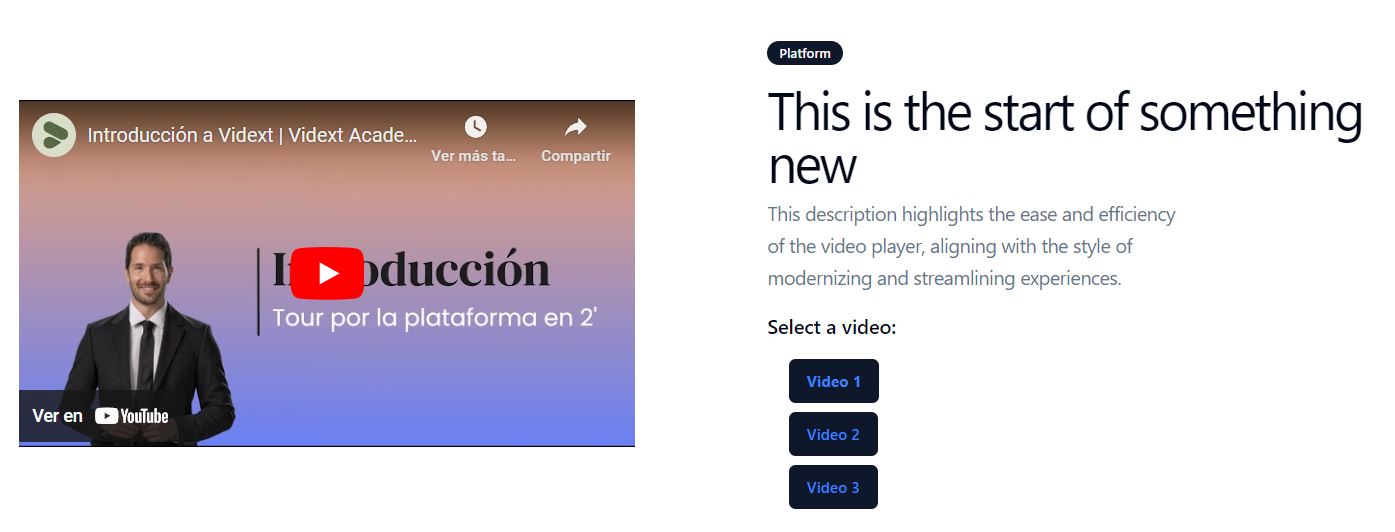 Introducción a Vidext | Vidext Acade...
Ver más ta...
Compartir
Introducción
Tour por la plataforma en 2'
Ver en YouTube
Platform
This is the start of something
new
This description highlights the ease and efficiency
of the video player, aligning with the style of
modernizing and streamlining experiences.
Select a video:
Video 1
Video 2
Video 3